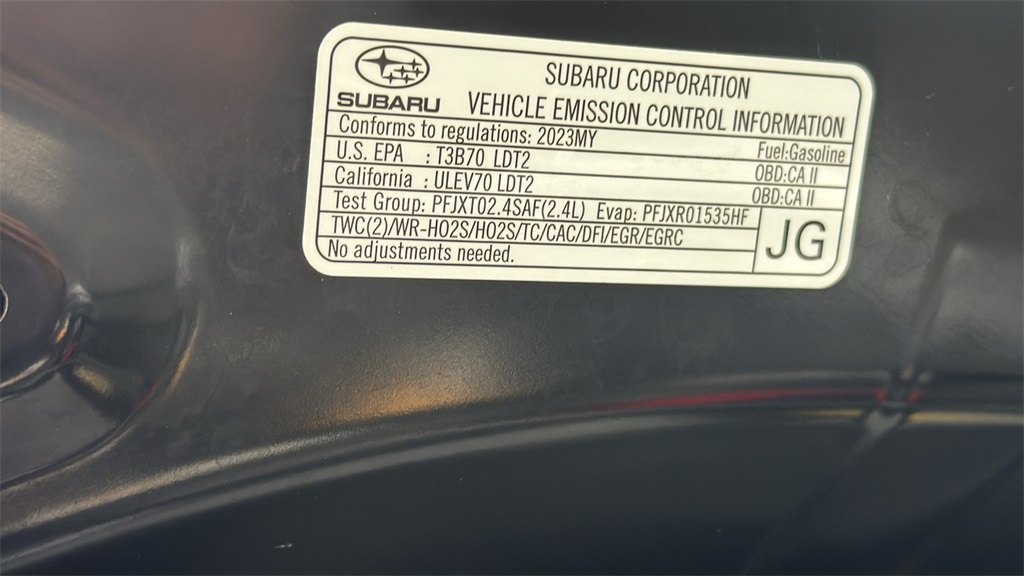 SUBARU
SUBARU CORPORATION
VEHICLE EMISSION CONTROL INFORMATION
Conforms to regulations: 2023MY Fuel:Gasoline
U.S. EPA : T3B70 LDT2 OBD:CA II
California : ULEV70 LDT2 OBD:CA II
Test Group: PFJXT02.4SAF(2.4L) Evap: PFJXR01535HF
TWC(2)/WR-HO2S/HO2S/TC/CAC/DFI/EGR/EGRC
No adjustments needed.
JG